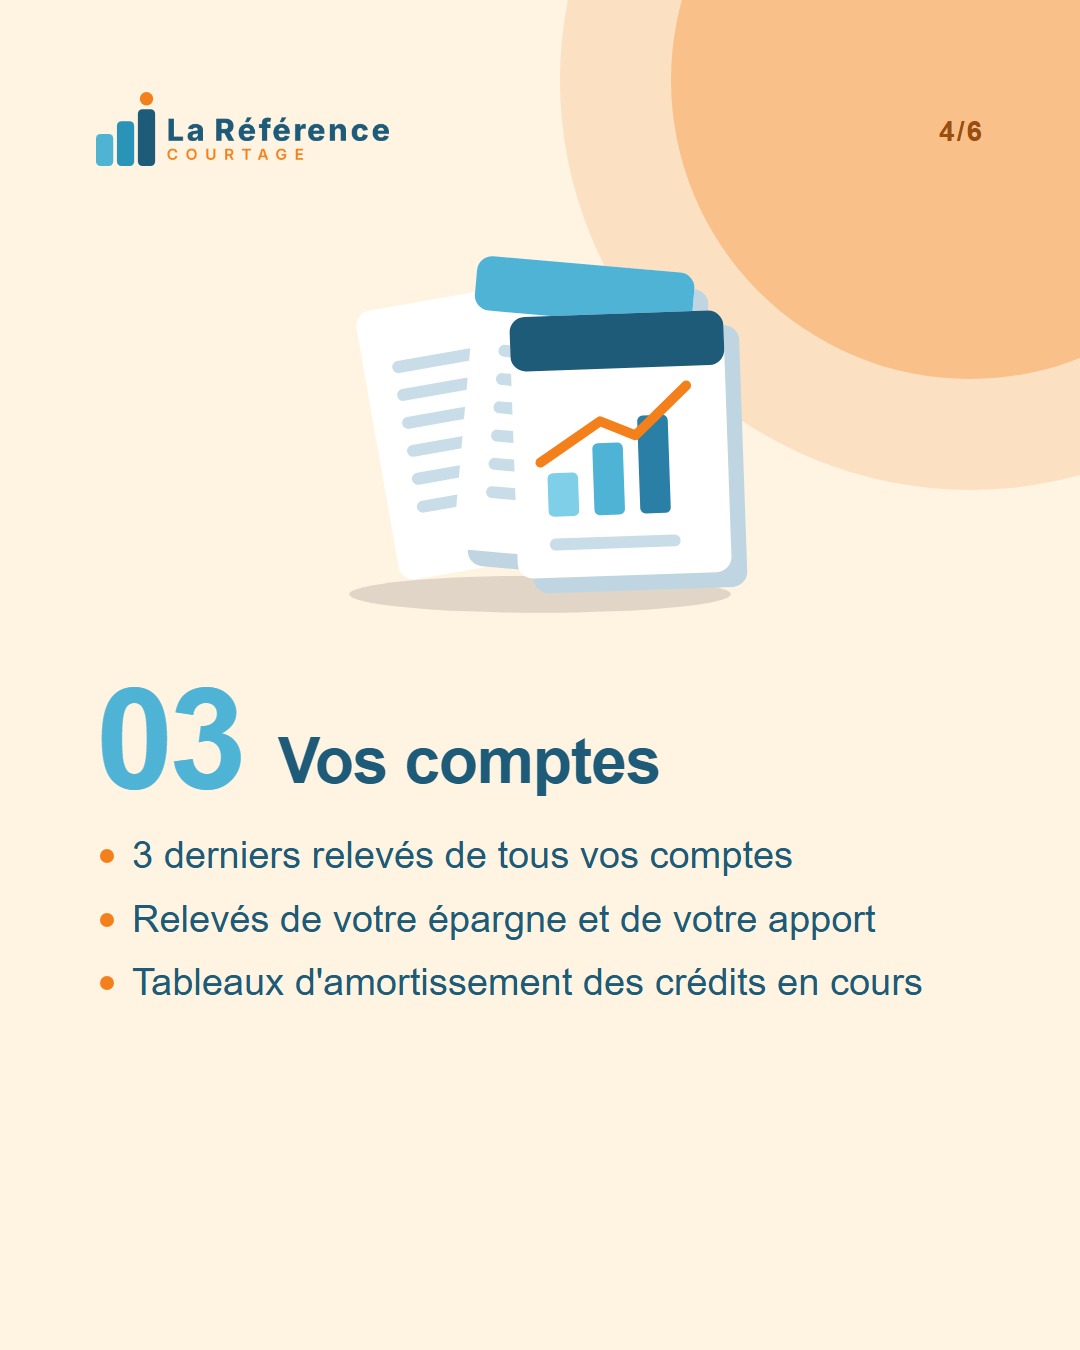 La Référence
COURTAGE
4/6
03 Vos comptes
3 derniers relevés de tous vos comptes
Relevés de votre épargne et de votre apport
Tableaux d'amortissement des crédits en cours